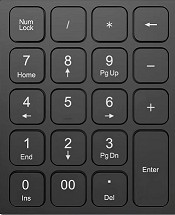 Num Lock / * ←
7 Home 8 ↑ 9 Pg Up −
4 ← 5 6 → +
1 End 2 ↓ 3 Pg Dn Enter
0 Ins 00 . Del